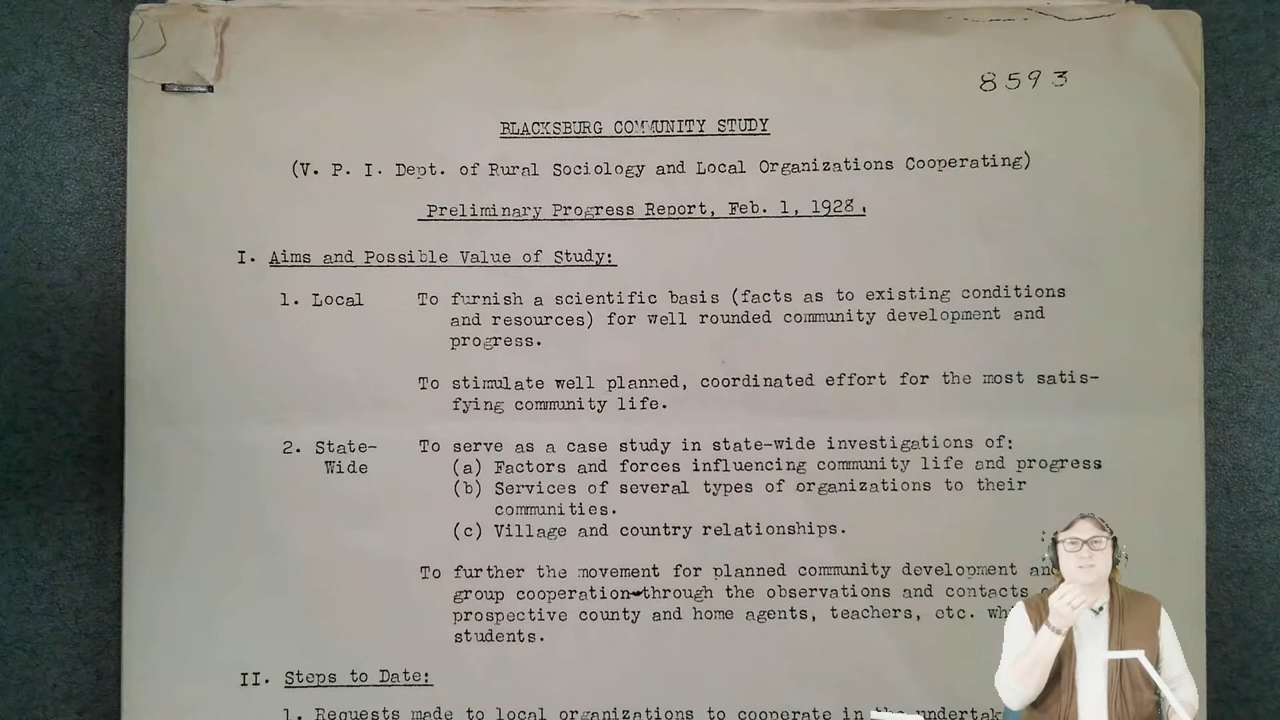 8593
BLACKSBURG COMMUNITY STUDY
(V. P. I. Dept. of Rural Sociology and Local Organizations Cooperating)
Preliminary Progress Report, Feb. 1, 1928.
I. Aims and Possible Value of Study:
1. Local To furnish a scientific basis (facts as to existing conditions
and resources) for well rounded community development and
progress.
To stimulate well planned, coordinated effort for the most satis-
fying community life.
2. State- To serve as a case study in state-wide investigations of:
Wide (a) Factors and forces influencing community life and progress
(b) Services of several types of organizations to their
communities.
(c) Village and country relationships.
To further the movement for planned community development
group cooperation through the observations and contacts
prospective county and home agents, teachers, etc.
students.
II. Steps to Date:
1. Requests made to local organizations to cooperate in the